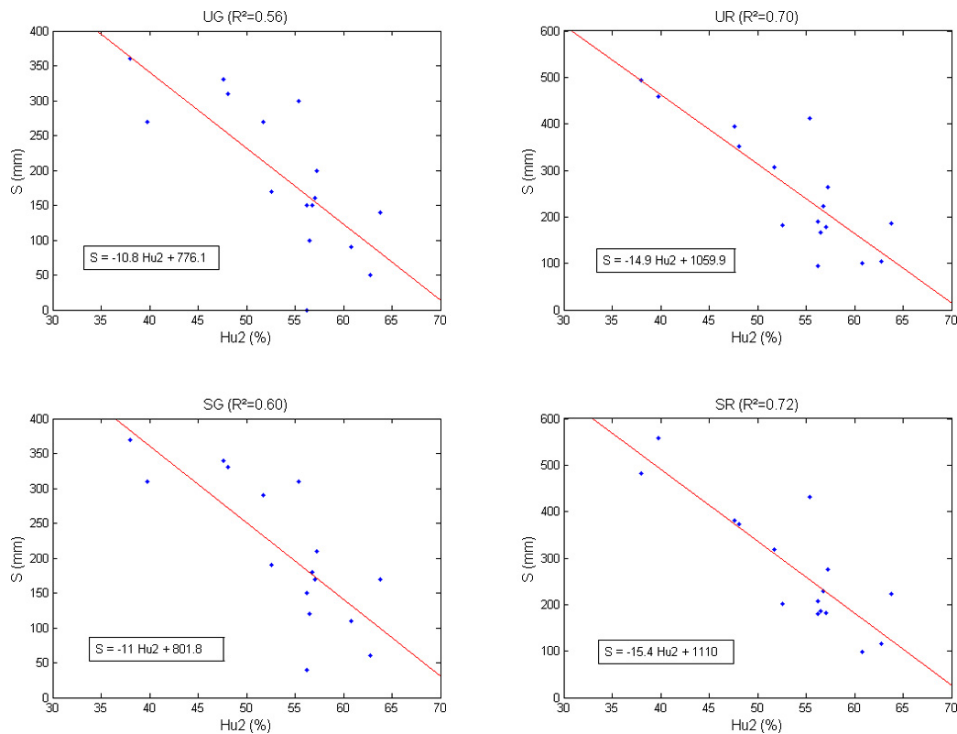 UG (R²=0.56)
400
350
300
250
200
150
100
50
0
S (mm)
S = -10.8 Hu2 + 776.1
30 35 40 45 50 55 60 65 70
Hu2 (%)
UR (R²=0.70)
600
500
400
300
200
100
0
S (mm)
S = -14.9 Hu2 + 1059.9
30 35 40 45 50 55 60 65 70
Hu2 (%)
SG (R²=0.60)
400
350
300
250
200
150
100
50
0
S (mm)
S = -11 Hu2 + 801.8
30 35 40 45 50 55 60 65 70
Hu2 (%)
SR (R²=0.72)
600
500
400
300
200
100
0
S (mm)
S = -15.4 Hu2 + 1110
30 35 40 45 50 55 60 65 70
Hu2 (%)